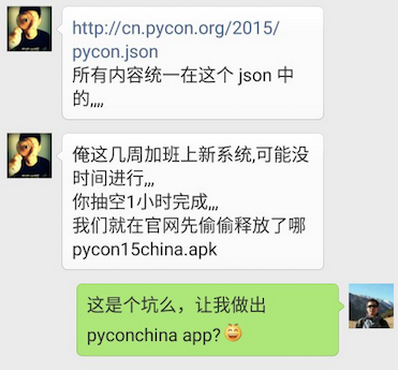 http://cn.pycon.org/2015/
pycon.json
所有内容统一在这个 json 中
的,,,,
俺这几周加班上新系统,可能没
时间进行,,,
你抽空1小时完成,,,
我们就在官网先偷偷释放了哪
pycon15china.apk
这是个坑么，让我做出
pyconchina app?😄